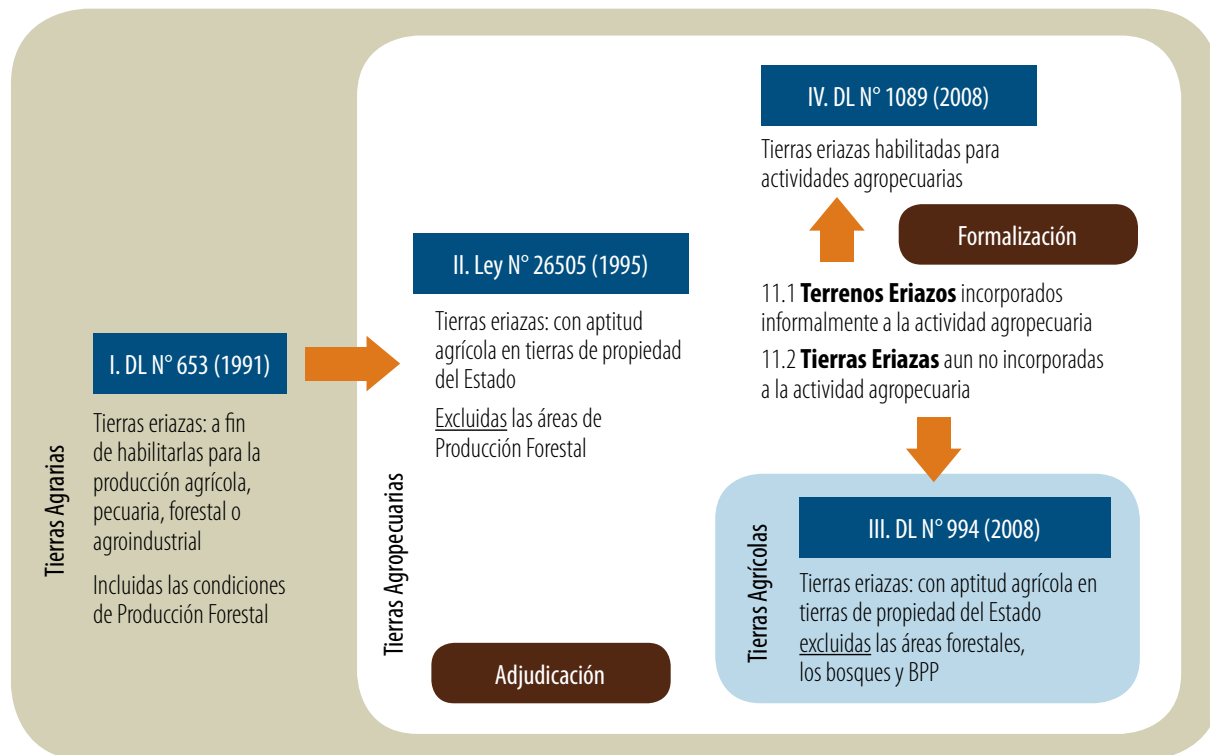 Tierras Agrarias
I. DL N° 653 (1991)
Tierras eriazas: a fin
de habilitarlas para la
producción agrícola,
pecuaria, forestal o
agroindustrial
Incluidas las condiciones
de Producción Forestal
Tierras Agropecuarias
II. Ley N° 26505 (1995)
Tierras eriazas: con aptitud
agrícola en tierras de propiedad
del Estado
Excluidas las áreas de
Producción Forestal
Adjudicación
IV. DL N° 1089 (2008)
Tierras eriazas habilitadas para
actividades agropecuarias
Formalización
11.1 Terrenos Eriazos incorporados
informalmente a la actividad agropecuaria
11.2 Tierras Eriazas aun no incorporadas
a la actividad agropecuaria
Tierras Agrícolas
III. DL N° 994 (2008)
Tierras eriazas: con aptitud agrícola en
tierras de propiedad del Estado
excluidas las áreas forestales,
los bosques y BPP